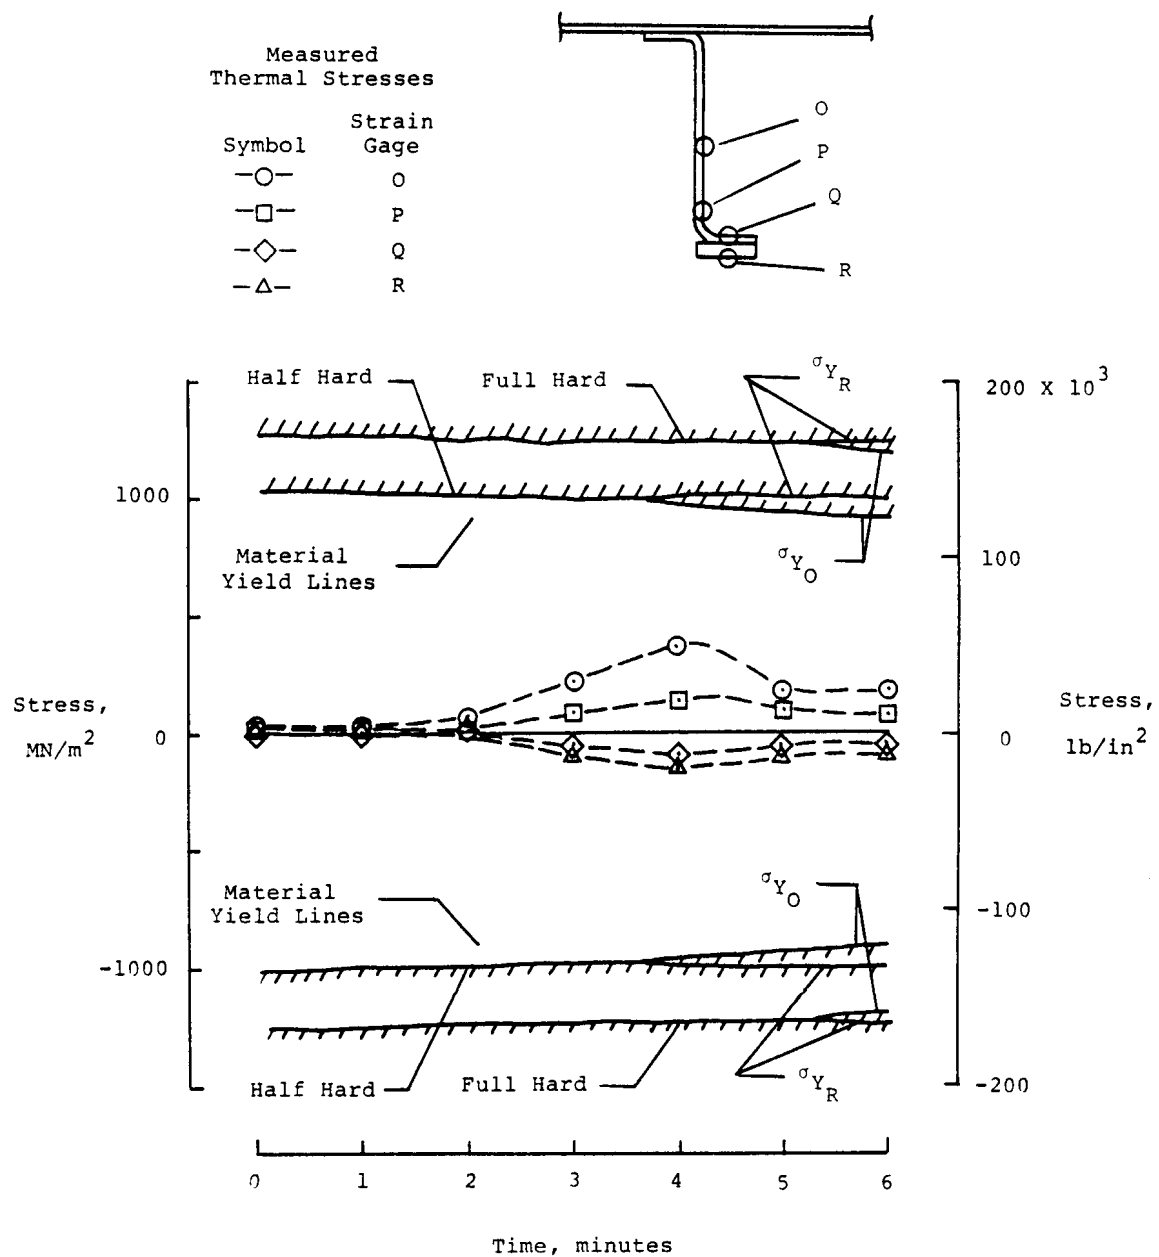 Measured
Thermal Stresses
Symbol
Strain
Gage
O
P
Q
R
O
P
Q
R
Half Hard
Full Hard
σYR
200 X 10³
1000
100
Material
Yield Lines
σYO
Stress,
MN/m²
0
0
Stress,
lb/in²
Material
Yield Lines
σYO
-100
-1000
Half Hard
Full Hard
σYR
-200
0 1 2 3 4 5 6
Time, minutes